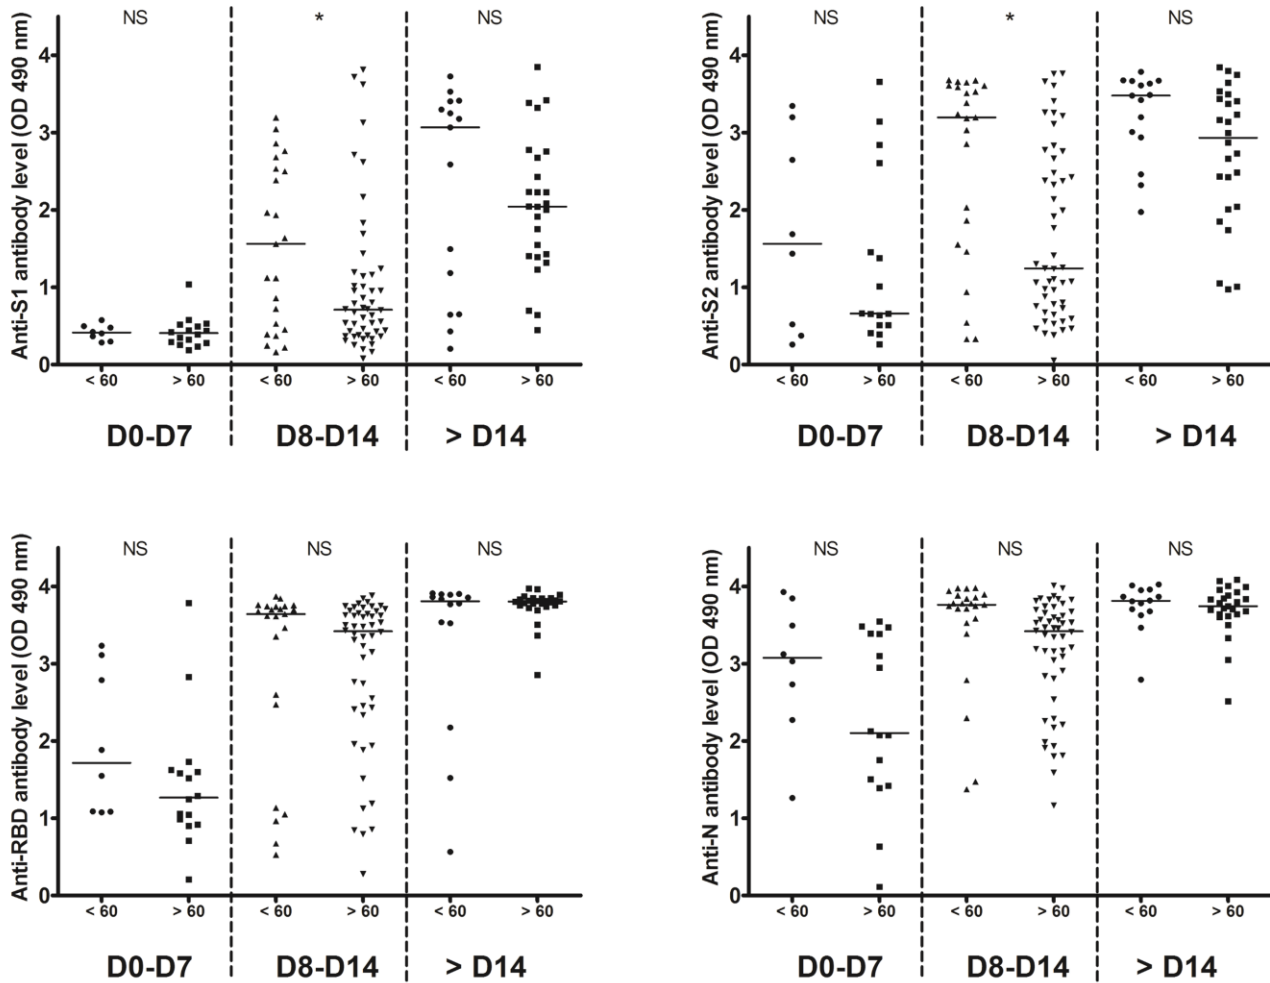 NS * NS
Anti-S1 antibody level (OD 490 nm)
4
3
2
1
0
< 60 > 60 < 60 > 60 < 60 > 60
D0-D7 D8-D14 > D14
NS * NS
Anti-S2 antibody level (OD 490 nm)
4
3
2
1
0
< 60 > 60 < 60 > 60 < 60 > 60
D0-D7 D8-D14 > D14
NS NS NS
Anti-RBD antibody level (OD 490 nm)
4
3
2
1
0
< 60 > 60 < 60 > 60 < 60 > 60
D0-D7 D8-D14 > D14
NS NS NS
Anti-N antibody level (OD 490 nm)
4
3
2
1
0
< 60 > 60 < 60 > 60 < 60 > 60
D0-D7 D8-D14 > D14